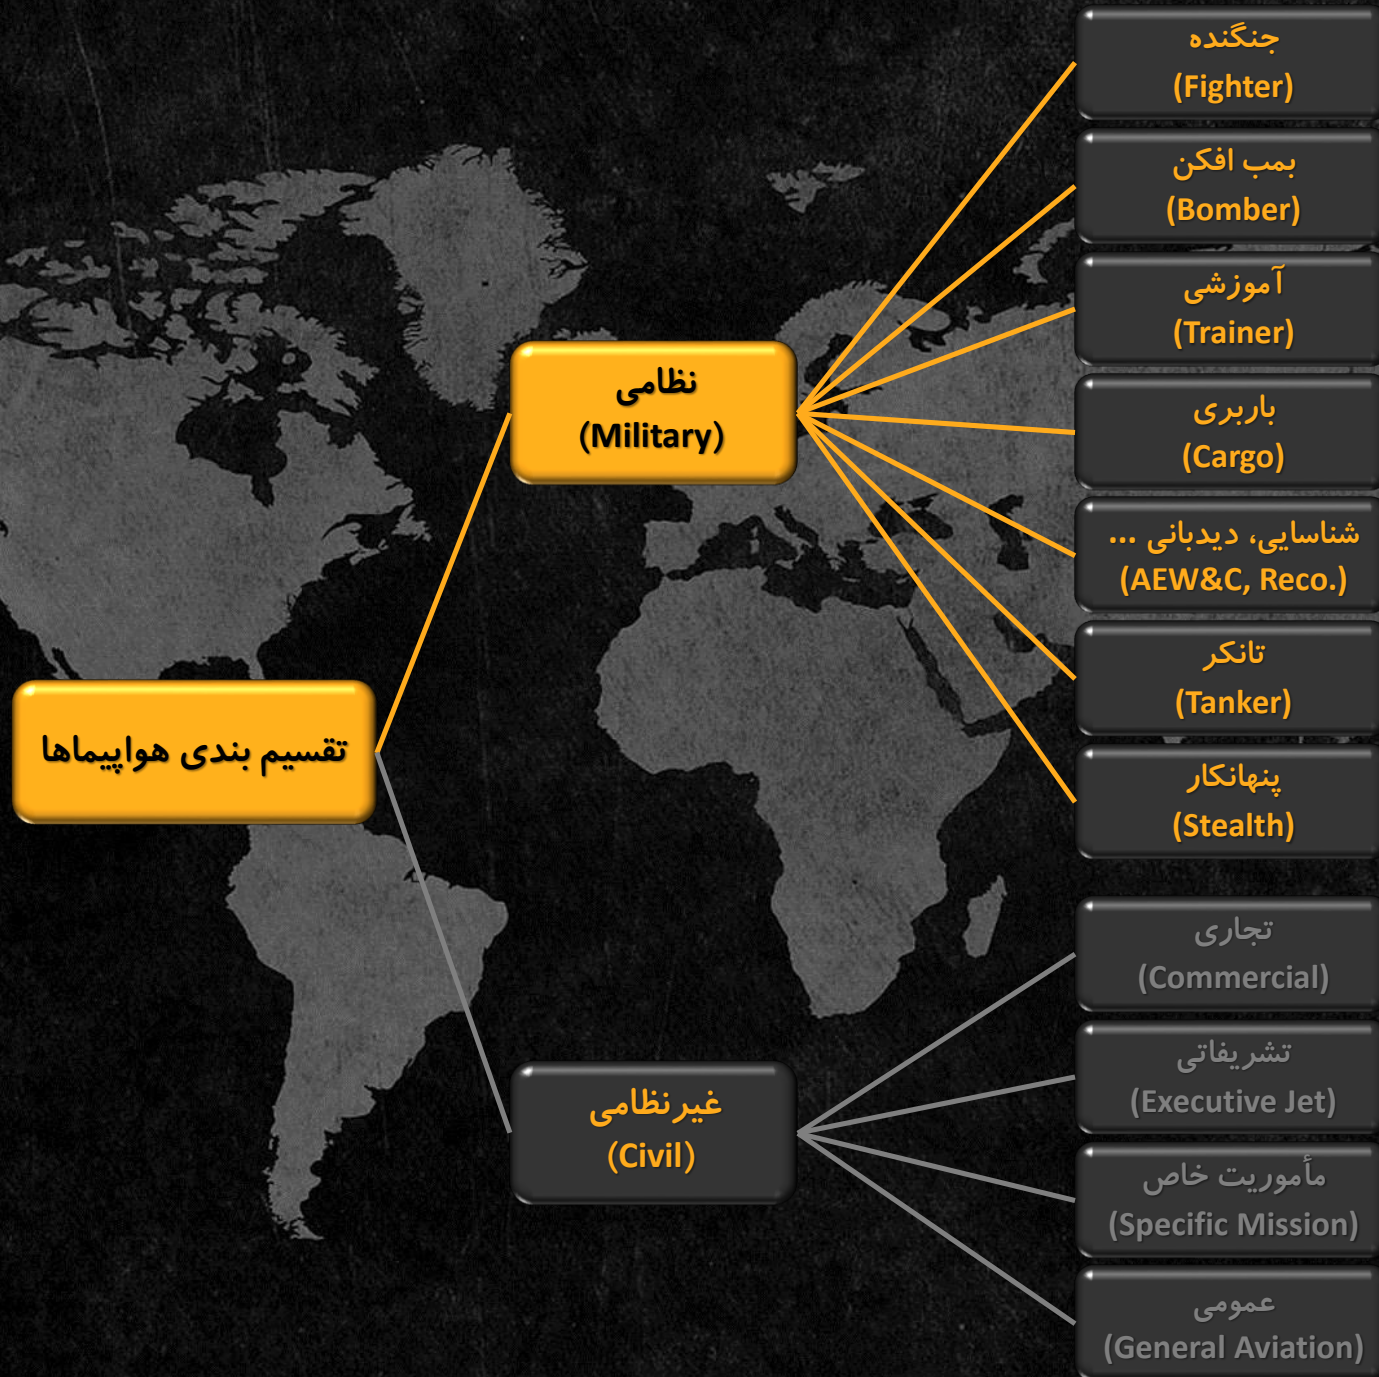 تقسیم بندی هواپیماها
نظامی
(Military)
جنگنده
(Fighter)
بمب افکن
(Bomber)
آموزشی
(Trainer)
باربری
(Cargo)
شناسایی، دیدبانی ...
(AEW&C, Reco.)
تانکر
(Tanker)
پنهانکار
(Stealth)
غیرنظامی
(Civil)
تجاری
(Commercial)
تشریفاتی
(Executive Jet)
مأموریت خاص
(Specific Mission)
عمومی
(General Aviation)